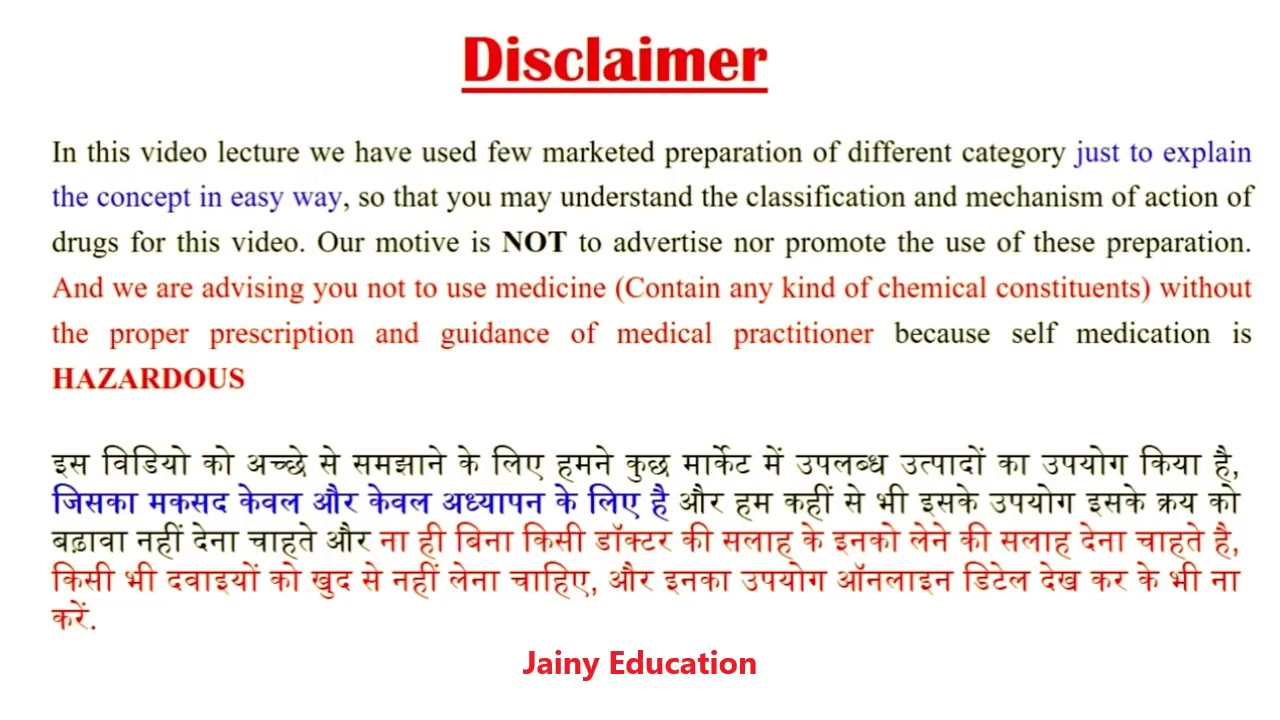 Disclaimer
In this video lecture we have used few marketed preparation of different category just to explain
the concept in easy way, so that you may understand the classification and mechanism of action of
drugs for this video. Our motive is NOT to advertise nor promote the use of these preparation.
And we are advising you not to use medicine (Contain any kind of chemical constituents) without
the proper prescription and guidance of medical practitioner because self medication is
HAZARDOUS
इस विडियो को अच्छे से समझाने के लिए हमने कुछ मार्केट में उपलब्ध उत्पादों का उपयोग किया है,
जिसका मकसद केवल और केवल अध्यापन के लिए है और हम कहीं से भी इसके उपयोग इसके क्रय को
बढ़ावा नहीं देना चाहते और ना ही बिना किसी डॉक्टर की सलाह के इनको लेने की सलाह देना चाहते है,
किसी भी दवाइयों को खुद से नहीं लेना चाहिए, और इनका उपयोग ऑनलाइन डिटेल देख कर के भी ना
करें.
Jainy Education